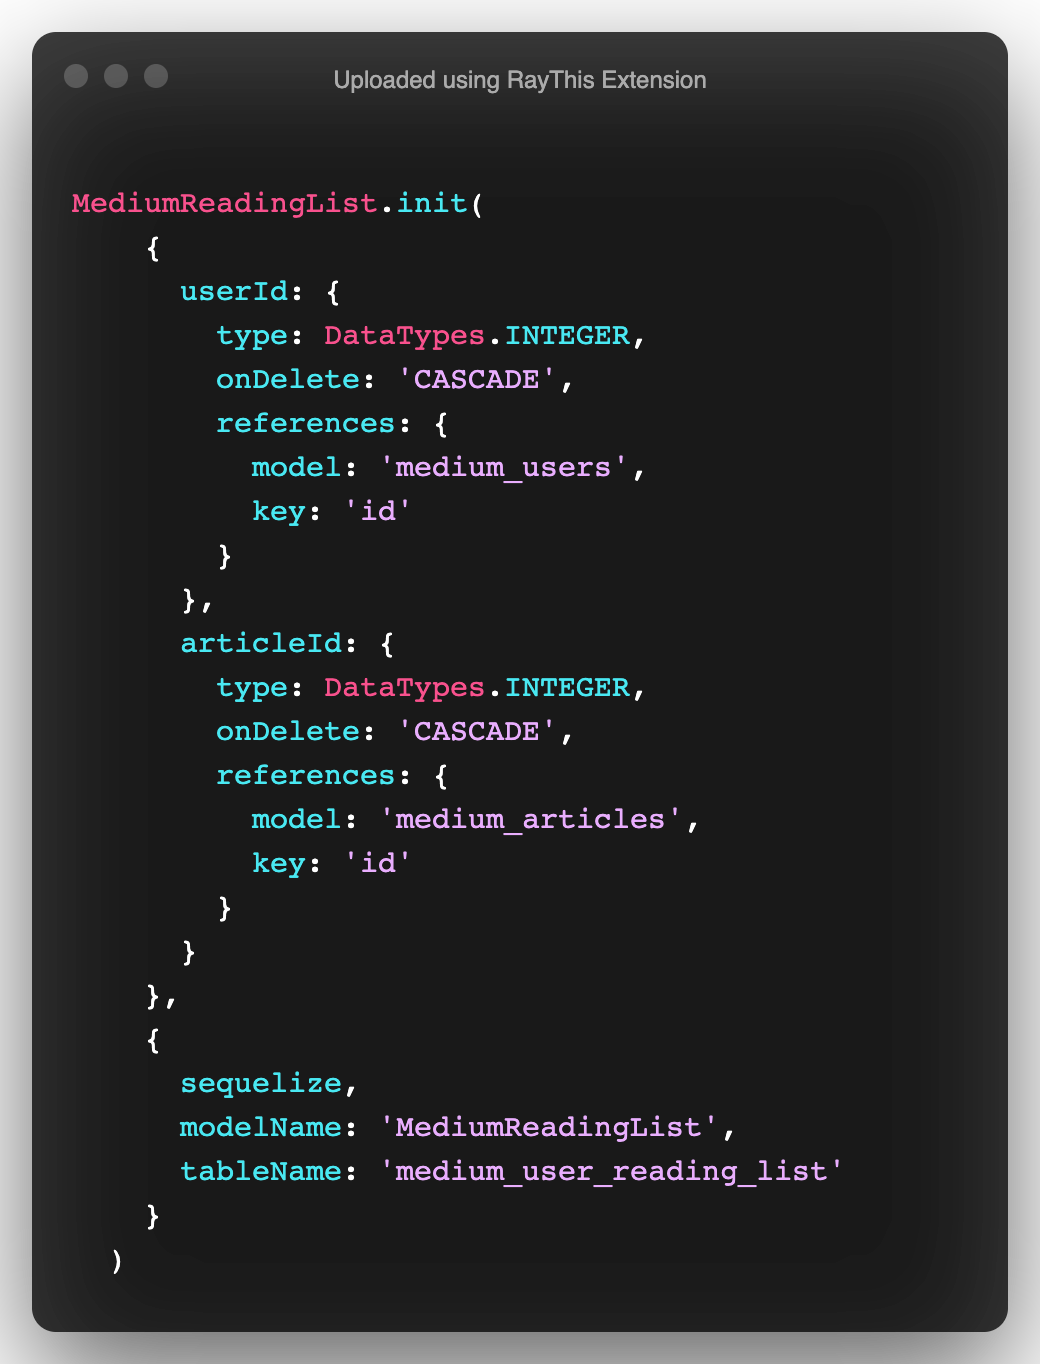 Uploaded using RayThis Extension
MediumReadingList.init(
    {
      userId: {
        type: DataTypes.INTEGER,
        onDelete: 'CASCADE',
        references: {
          model: 'medium_users',
          key: 'id'
        }
      },
      articleId: {
        type: DataTypes.INTEGER,
        onDelete: 'CASCADE',
        references: {
          model: 'medium_articles',
          key: 'id'
        }
      }
    },
    {
      sequelize,
      modelName: 'MediumReadingList',
      tableName: 'medium_user_reading_list'
    }
  )